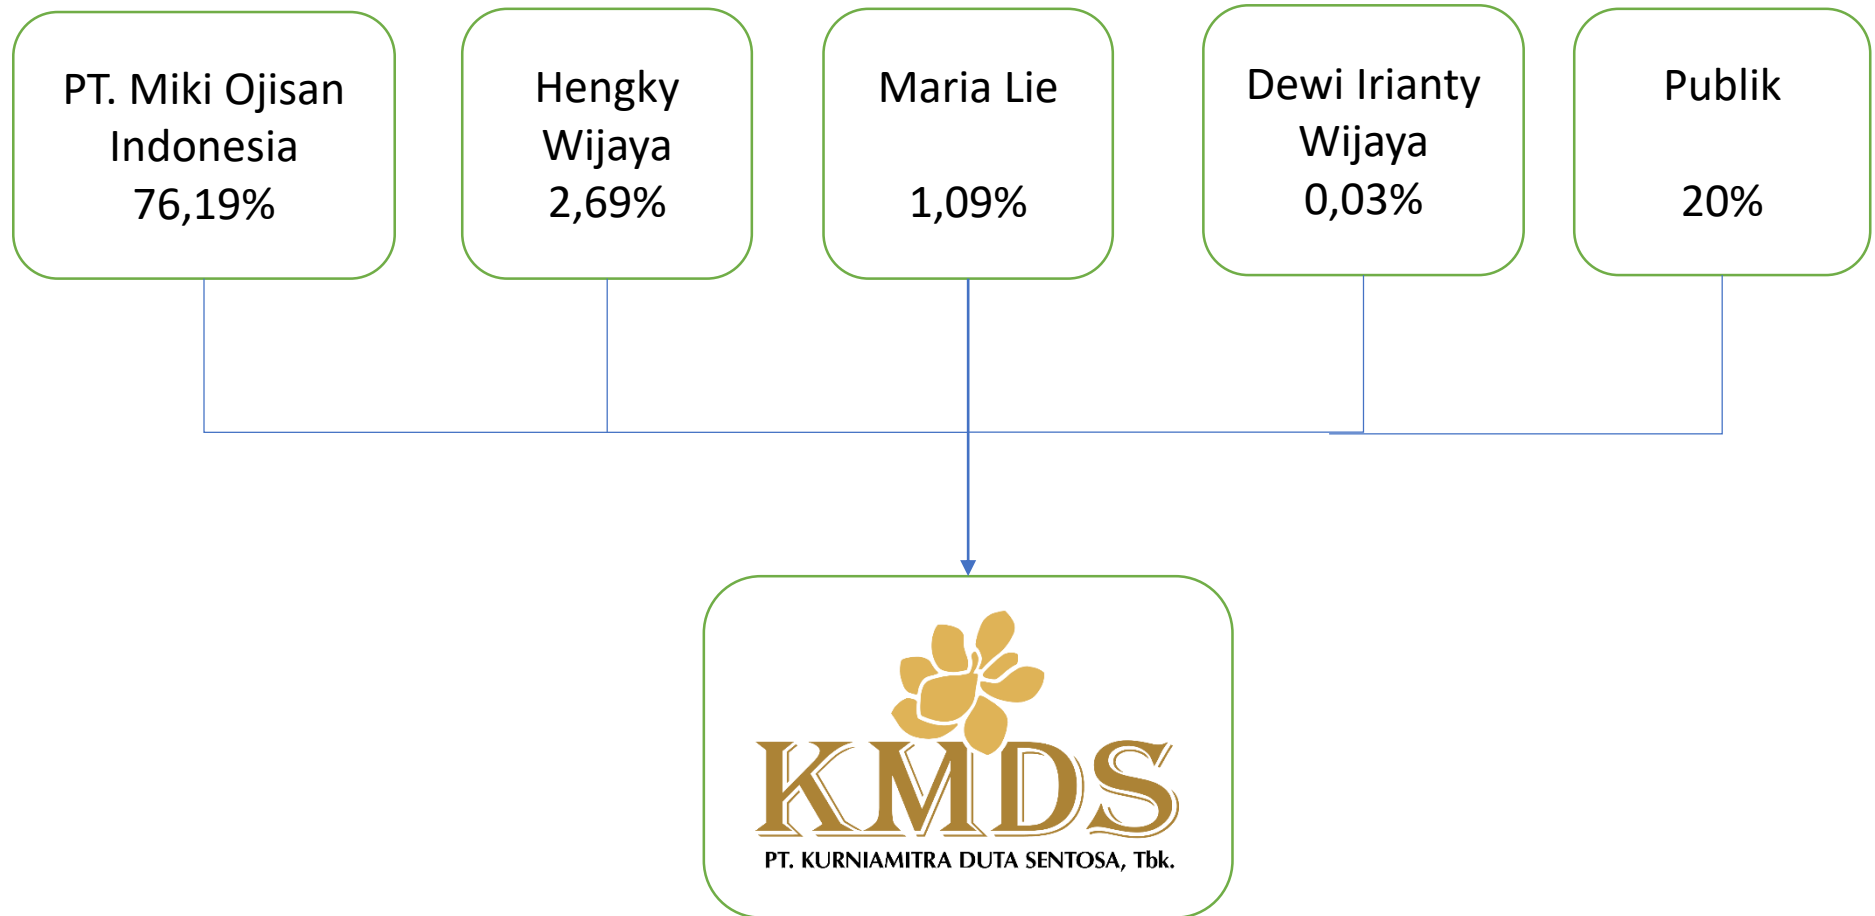 PT. Miki Ojisan
Indonesia
76,19%
Hengky
Wijaya
2,69%
Maria Lie
1,09%
Dewi Irianty
Wijaya
0,03%
Publik
20%
KMDS
PT. KURNIAMITRA DUTA SENTOSA, Tbk.